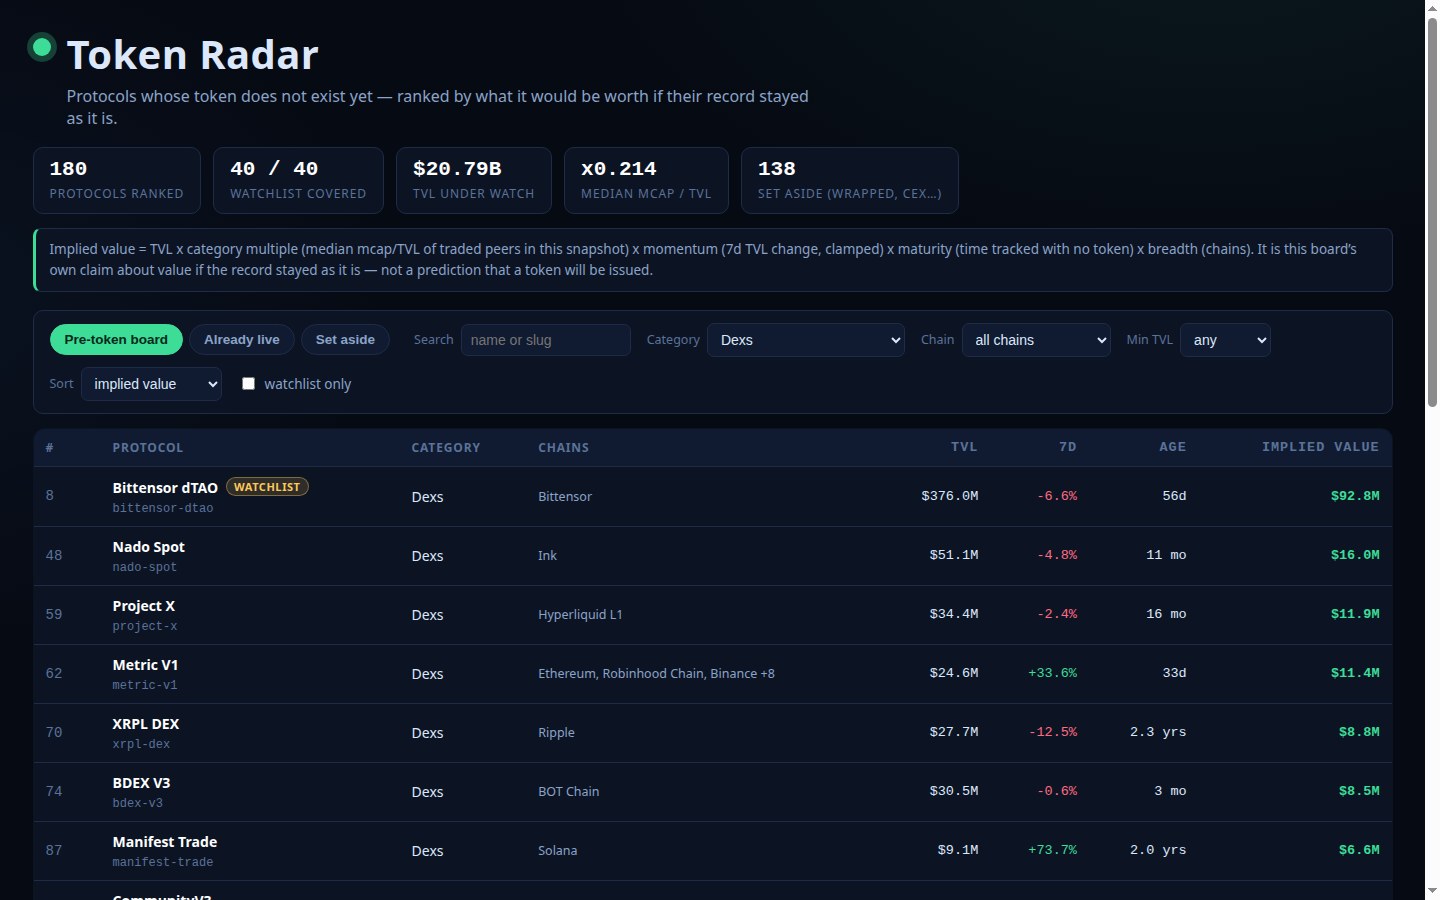 Token Radar
Protocols whose token does not exist yet — ranked by what it would be worth if their record stayed
as it is.
180 40 / 40 $20.79B x0.214 138
PROTOCOLS RANKED WATCHLIST COVERED TVL UNDER WATCH MEDIAN MCAP / TVL SET ASIDE (WRAPPED, CEX…)
Implied value = TVL x category multiple (median mcap/TVL of traded peers in this snapshot) x momentum (7d TVL change, clamped) x maturity (time tracked with no token) x breadth (chains). It is this board's
own claim about value if the record stayed as it is — not a prediction that a token will be issued.
Pre-token board Already live Set aside Search name or slug Category Dexs Chain all chains Min TVL any
Sort implied value watchlist only
# PROTOCOL CATEGORY CHAINS TVL 7D AGE IMPLIED VALUE
8 Bittensor dTAO WATCHLIST Dexs Bittensor $376.0M -6.6% 56d $92.8M
bittensor-dtao
48 Nado Spot Dexs Ink $51.1M -4.8% 11 mo $16.0M
nado-spot
59 Project X Dexs Hyperliquid L1 $34.4M -2.4% 16 mo $11.9M
project-x
62 Metric V1 Dexs Ethereum, Robinhood Chain, Binance +8 $24.6M +33.6% 33d $11.4M
metric-v1
70 XRPL DEX Dexs Ripple $27.7M -12.5% 2.3 yrs $8.8M
xrpl-dex
74 BDEX V3 Dexs BOT Chain $30.5M -0.6% 3 mo $8.5M
bdex-v3
87 Manifest Trade Dexs Solana $9.1M +73.7% 2.0 yrs $6.6M
manifest-trade